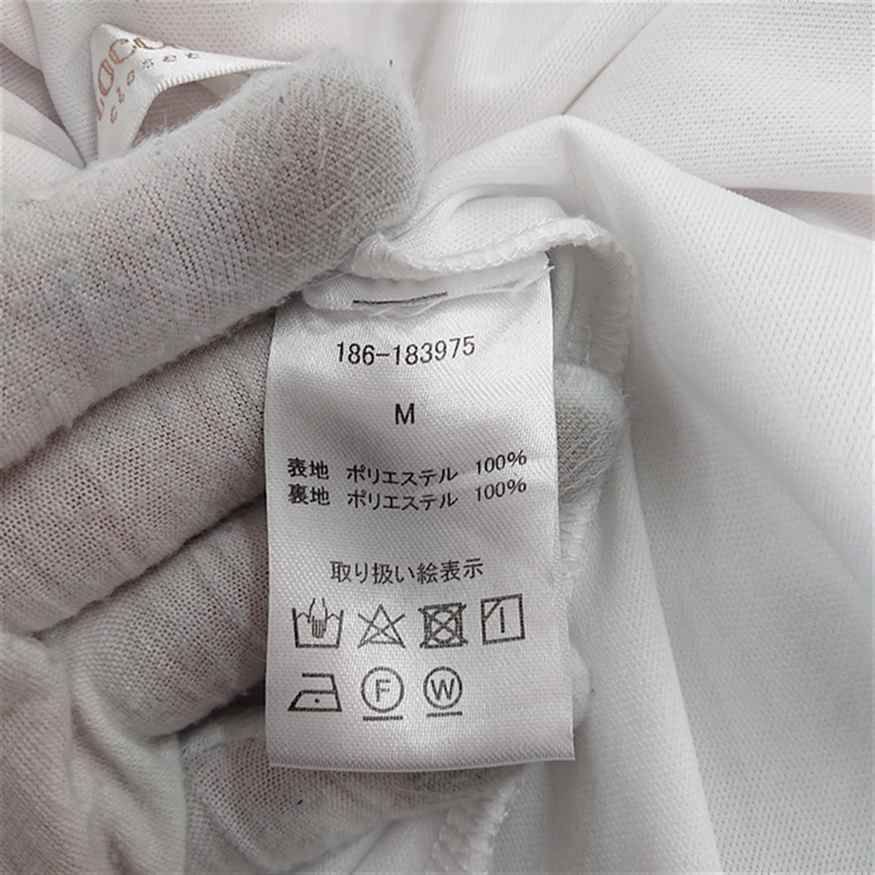 closet
186-183975
M
表地 ポリエステル 100%
裏地 ポリエステル 100%
取り扱い絵表示
F W